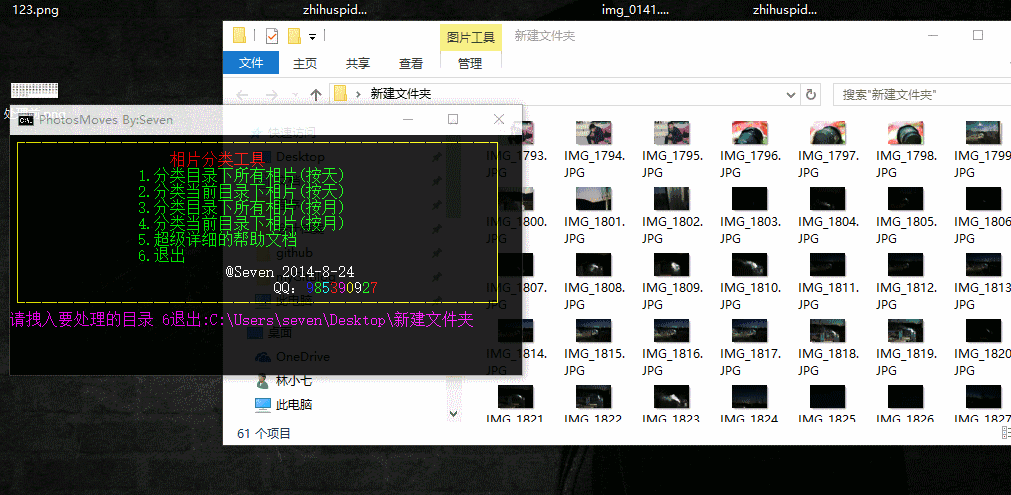 123.png
zhihuspid...
img_0141....
zhihuspid...
图片工具
新建文件夹
文件
主页
共享
查看
管理
新建文件夹
搜索"新建文件夹"
PhotosMoves By:Seven
快速访问
Desktop
相片分类工具
1.分类目录下所有相片(按天)
2.分类当前目录下相片(按天)
3.分类目录下所有相片(按月)
4.分类当前目录下相片(按月)
5.超级详细的帮助文档
6.退出
github
@Seven 2014-8-24
QQ: 985390927
此电脑
请拽入要处理的目录 6退出:C:\Users\seven\Desktop\新建文件夹
OneDrive
林小七
此电脑
IMG_1793.JPG
IMG_1794.JPG
IMG_1795.JPG
IMG_1796.JPG
IMG_1797.JPG
IMG_1798.JPG
IMG_1799.JPG
IMG_1800.JPG
IMG_1801.JPG
IMG_1802.JPG
IMG_1803.JPG
IMG_1804.JPG
IMG_1805.JPG
IMG_1806.JPG
IMG_1807.JPG
IMG_1808.JPG
IMG_1809.JPG
IMG_1810.JPG
IMG_1811.JPG
IMG_1812.JPG
IMG_1813.JPG
IMG_1814.JPG
IMG_1815.JPG
IMG_1816.JPG
IMG_1817.JPG
IMG_1818.JPG
IMG_1819.JPG
IMG_1820.JPG
IMG_1821
IMG_1822
IMG_1823
IMG_1824
IMG_1825
IMG_1826
IMG_1827
61 个项目